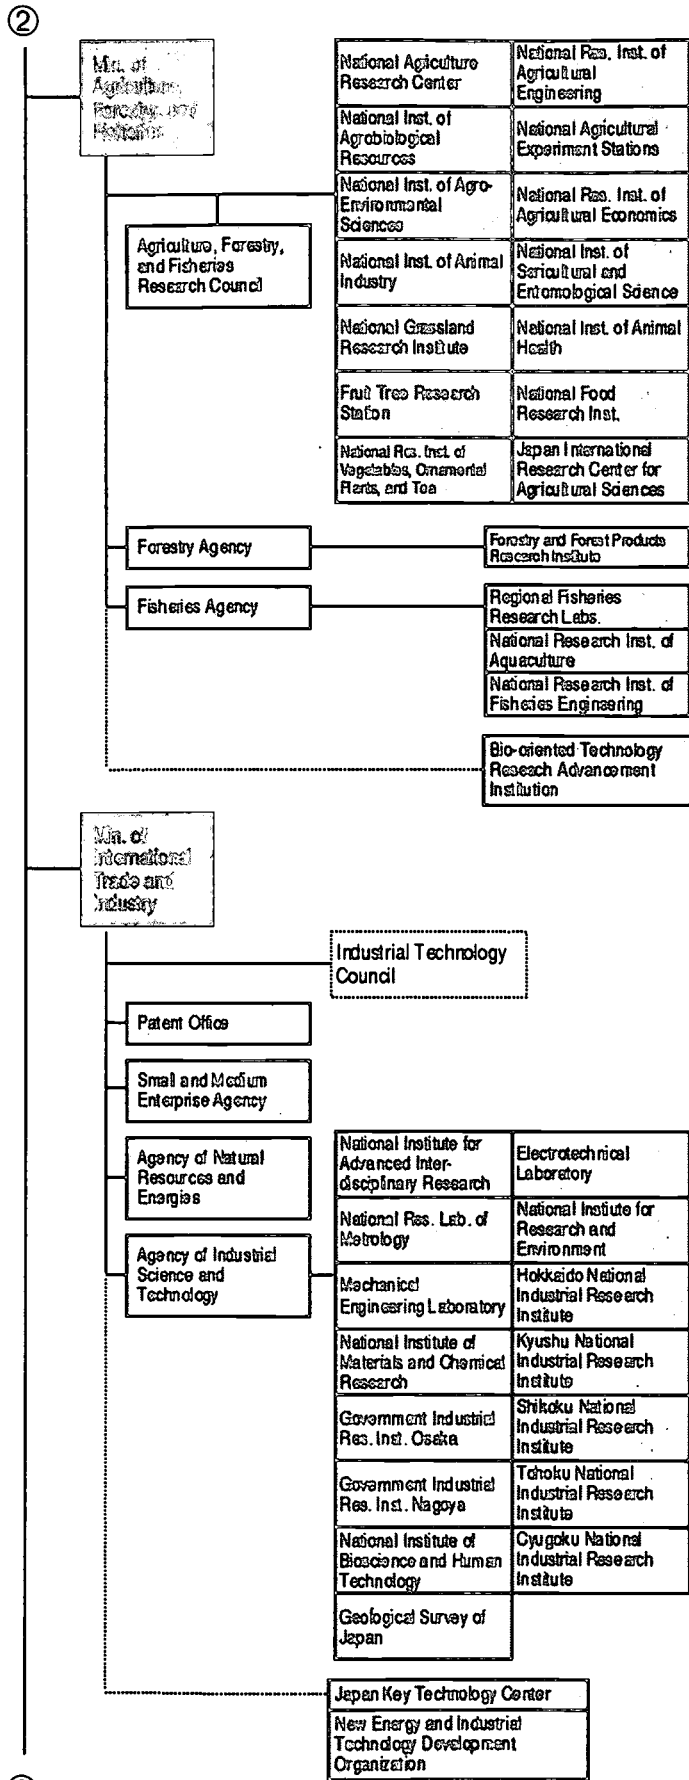 ②
Min. of
Agriculture,
Forestry, and
Fisheries
National Agiculture
Research Center
National Res. Inst. of
Agricultural
Engineering
National Inst. of
Agrobiological
Resources
National Agricultural
Experiment Stations
National Inst. of Agro-
Environmental
Sciences
National Res. Inst. of
Agricultural Economics
Agriculture, Forestry,
and Fisheries
Research Council
National Inst. of Animal
Industry
National Inst. of
Sericultural and
Entomological Science
National Grassland
Research Institute
National Inst. of Animal
Health
Fruit Tree Research
Station
National Food
Research Inst.
National Res. Inst. of
Vegetables, Ornamental
Plants, and Tea
Japan International
Research Center for
Agricultural Sciences
Forestry Agency
Forestry and Forest Products
Research Institute
Fisheries Agency
Regional Fisheries
Research Labs.
National Research Inst. of
Aquaculture
National Research Inst. of
Fisheries Engineering
Bio-oriented Technology
Reseach Advancement
Institution
Min. of
International
Trade and
Industry
Industrial Technology
Council
Patent Office
Small and Medium
Enterprise Agency
Agency of Natural
Resources and
Energies
Agency of Industrial
Science and
Technology
National Institute for
Advanced Inter-
disciplinary Research
Electrotechnical
Laboratory
National Res. Lab. of
Metrology
National Institute for
Research and
Environment
Mechanical
Engineering Laboratory
Hokkaido National
Industrial Research
Institute
National Institute of
Materials and Chemical
Research
Kyushu National
Industrial Research
Institute
Government Industrial
Res. Inst. Osaka
Shikoku National
Industrial Research
Institute
Government Industrial
Res. Inst. Nagoya
Tohoku National
Industrial Research
Institute
National Institute of
Bioscience and Human
Technology
Cyugoku National
Industrial Research
Institute
Geological Survey of
Japan
Japan Key Technology Center
New Energy and Industrial
Technology Development
Organization